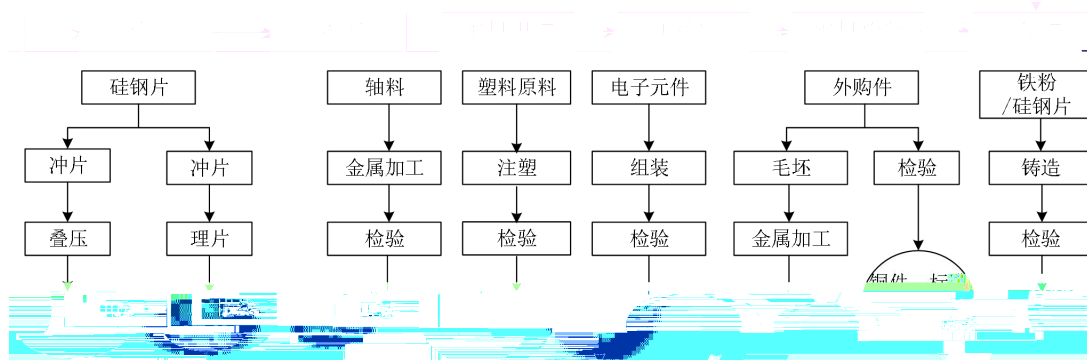 硅钢片
轴料
塑料原料
电子元件
外购件
铁粉
/硅钢片
冲片
冲片
金属加工
注塑
组装
毛坯
检验
铸造
叠压
理片
检验
检验
检验
金属加工
检验
铜件